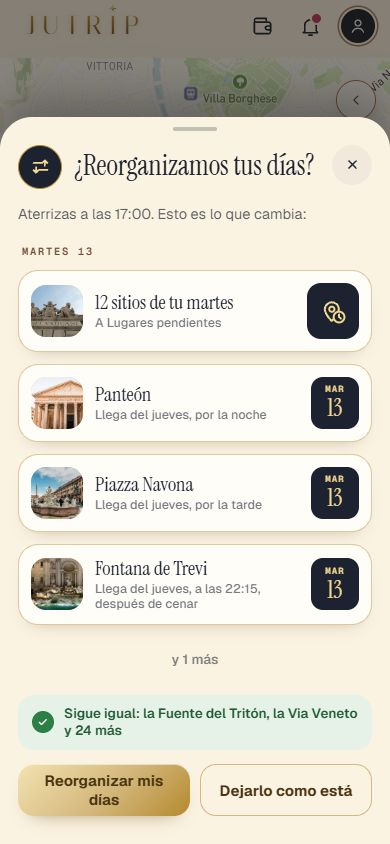 JUTRIP
VITTORIA
Villa Borghese
Via N
¿Reorganizamos tus días?
Aterrizas a las 17:00. Esto es lo que cambia:
MARTES 13
12 sitios de tu martes
A Lugares pendientes
Panteón
Llega del jueves, por la noche
MAR
13
Piazza Navona
Llega del jueves, por la tarde
MAR
13
Fontana de Trevi
Llega del jueves, a las 22:15,
después de cenar
MAR
13
y 1 más
Sigue igual: la Fuente del Tritón, la Via Veneto
y 24 más
Reorganizar mis
días
Dejarlo como está